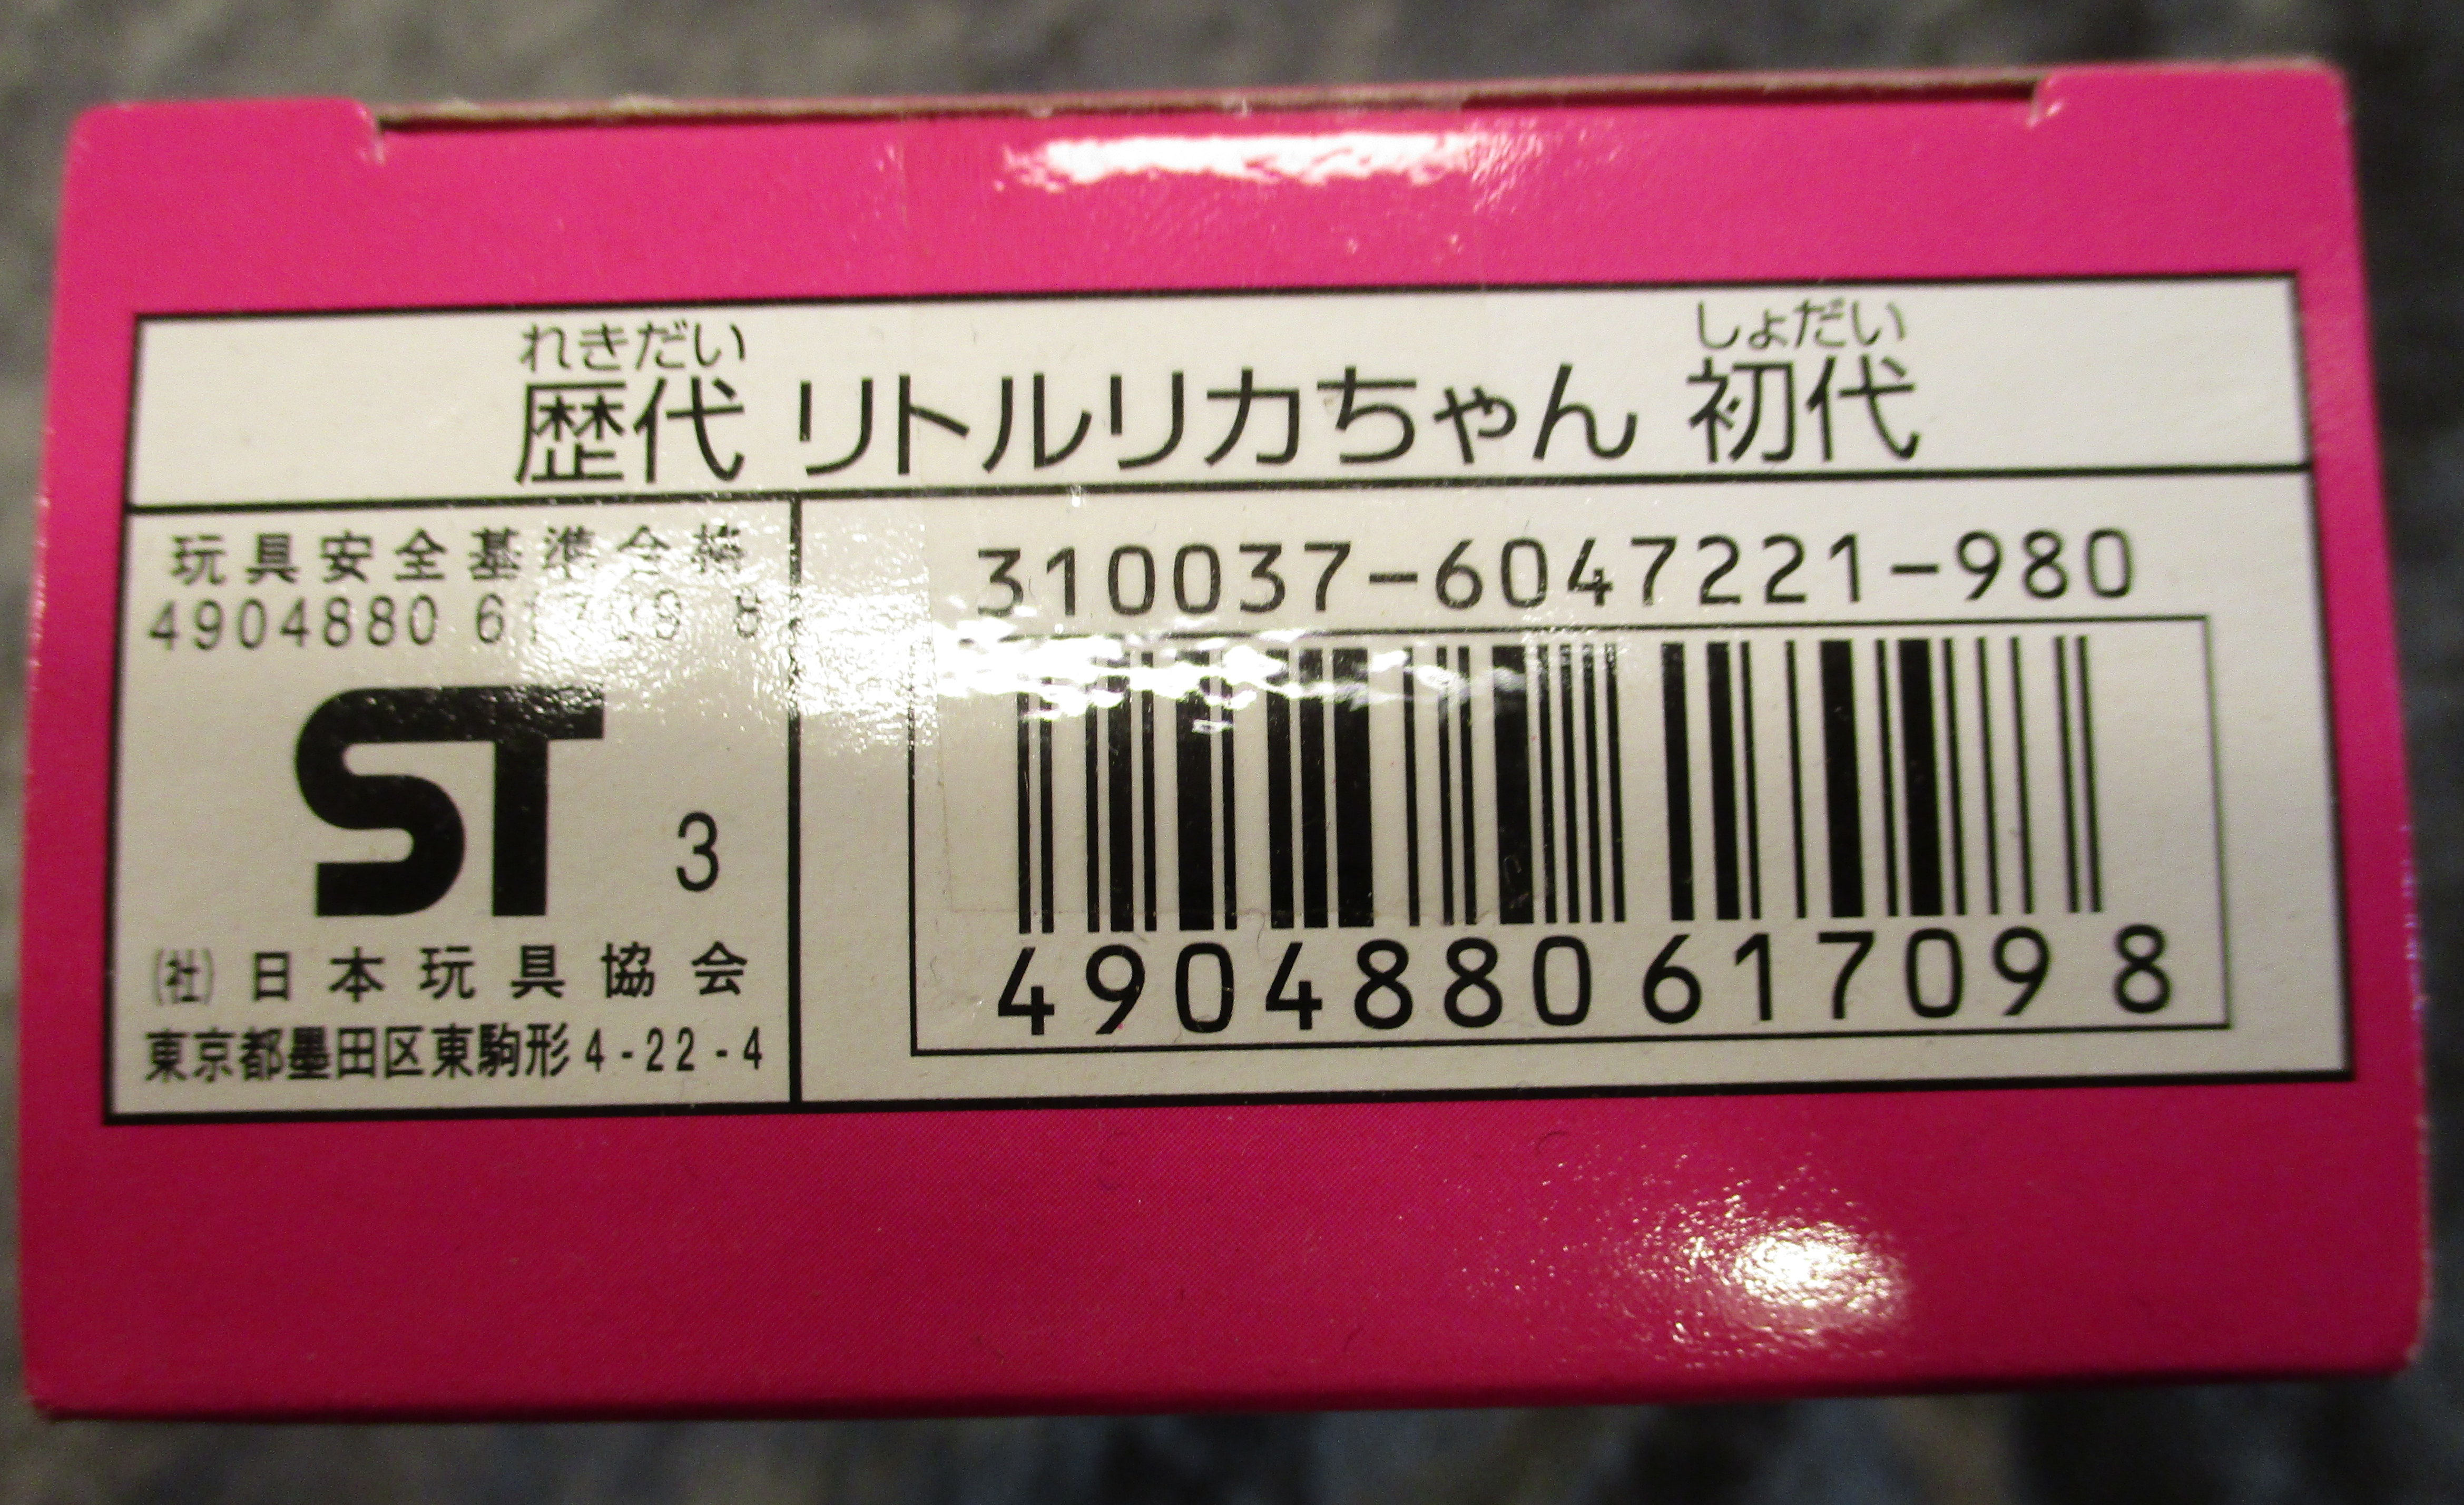 れきだい しょだい
歴代 リトルリカちゃん 初代
玩具安全基準合格
4904880 617098
ST 3
(社)日本玩具協会
東京都墨田区東駒形4-22-4
310037-6047221-980
4904880617098